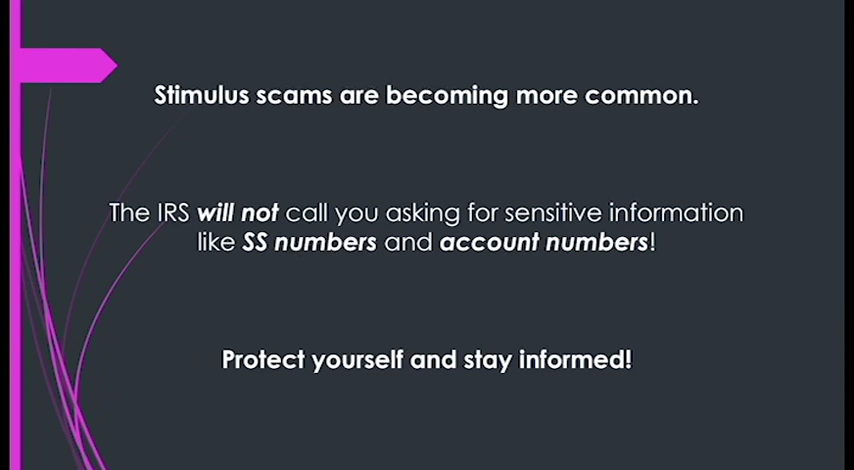 Stimulus scams are becoming more common.
The IRS will not call you asking for sensitive information
like SS numbers and account numbers!
Protect yourself and stay informed!